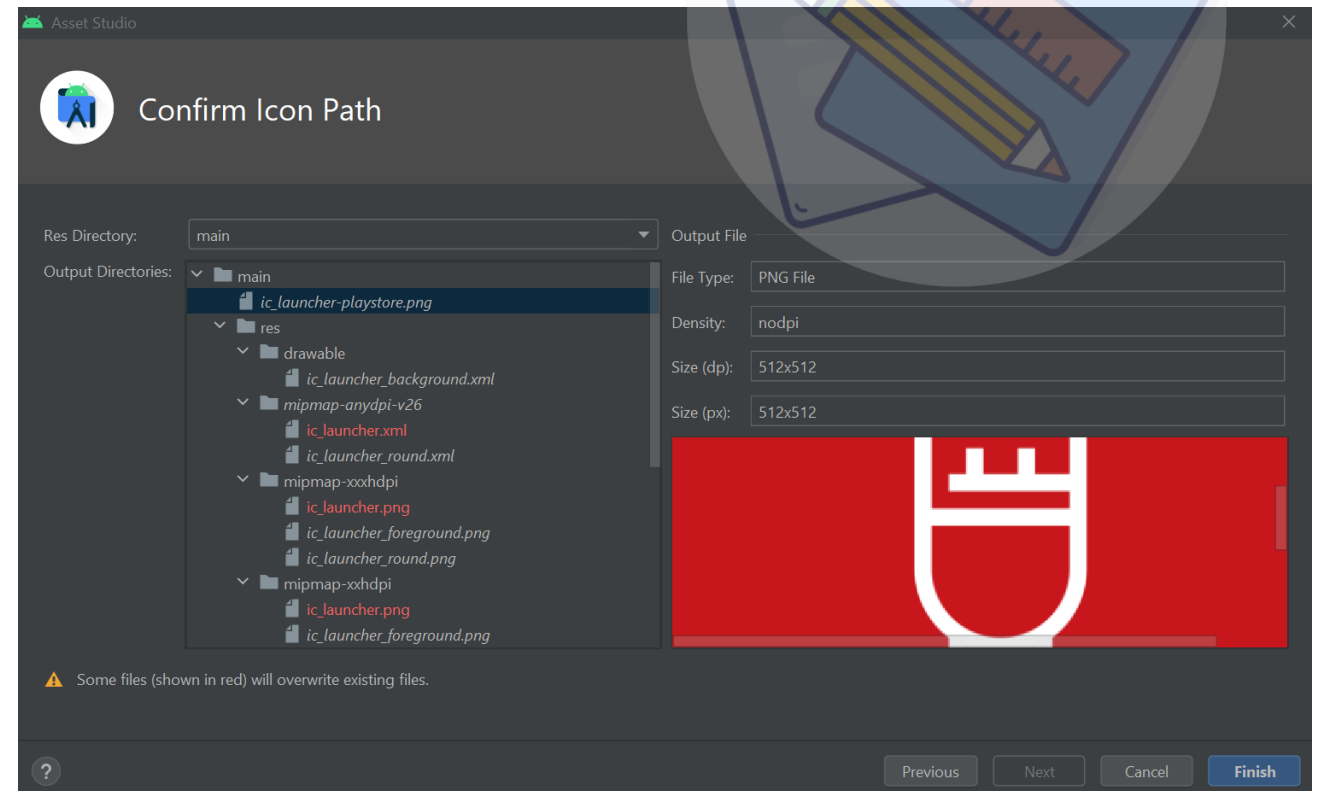 Asset Studio
Confirm Icon Path
Res Directory:
main
Output Directories:
main
ic_launcher-playstore.png
res
drawable
ic_launcher_background.xml
mipmap-anydpi-v26
ic_launcher.xml
ic_launcher_round.xml
mipmap-xxxhdpi
ic_launcher.png
ic_launcher_foreground.png
ic_launcher_round.png
mipmap-xxhdpi
ic_launcher.png
ic_launcher_foreground.png
Output File
File Type:
PNG File
Density:
nodpi
Size (dp):
512x512
Size (px):
512x512
Some files (shown in red) will overwrite existing files.
?
Previous
Next
Cancel
Finish